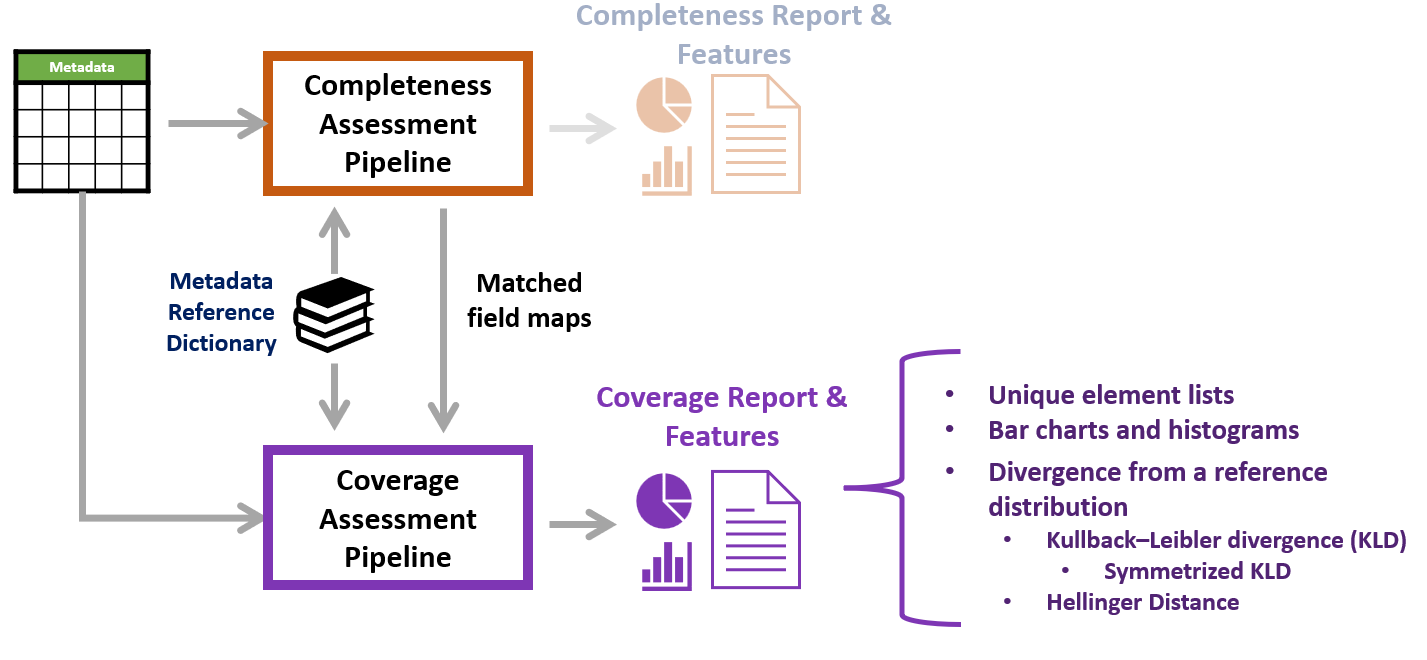 Completeness Report &
Features
Metadata
Completeness
Assessment
Pipeline
Metadata
Reference
Dictionary
Matched
field maps
Coverage Report &
Features
Coverage
Assessment
Pipeline
• Unique element lists
• Bar charts and histograms
• Divergence from a reference
distribution
• Kullback–Leibler divergence (KLD)
• Symmetrized KLD
• Hellinger Distance